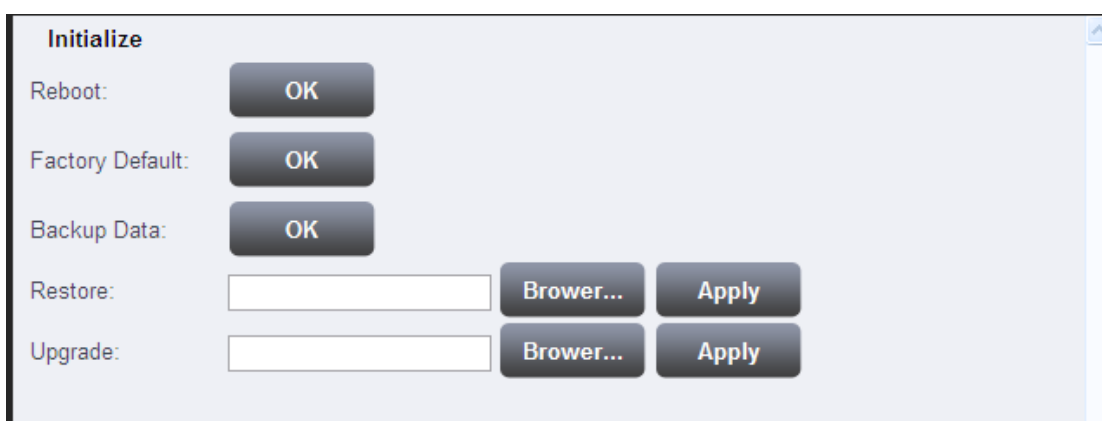 Initialize
Reboot: OK
Factory Default: OK
Backup Data: OK
Restore: Brower... Apply
Upgrade: Brower... Apply